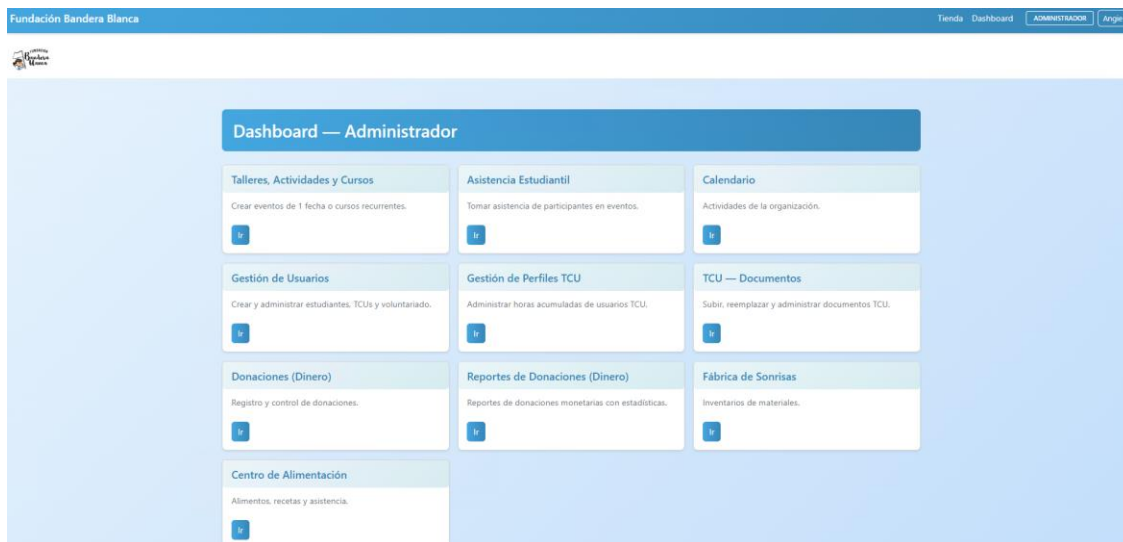 Fundación Bandera Blanca
Tienda Dashboard ADMINISTRADOR Angie
FUNDACIÓN
Bandera
Blanca
Dashboard — Administrador
Talleres, Actividades y Cursos
Crear eventos de 1 fecha o cursos recurrentes.
Ir
Asistencia Estudiantil
Tomar asistencia de participantes en eventos.
Ir
Calendario
Actividades de la organización.
Ir
Gestión de Usuarios
Crear y administrar estudiantes, TCUs y voluntariado.
Ir
Gestión de Perfiles TCU
Administrar horas acumuladas de usuarios TCU.
Ir
TCU — Documentos
Subir, reemplazar y administrar documentos TCU.
Ir
Donaciones (Dinero)
Registro y control de donaciones.
Ir
Reportes de Donaciones (Dinero)
Reportes de donaciones monetarias con estadísticas.
Ir
Fábrica de Sonrisas
Inventarios de materiales.
Ir
Centro de Alimentación
Alimentos, recetas y asistencia.
Ir